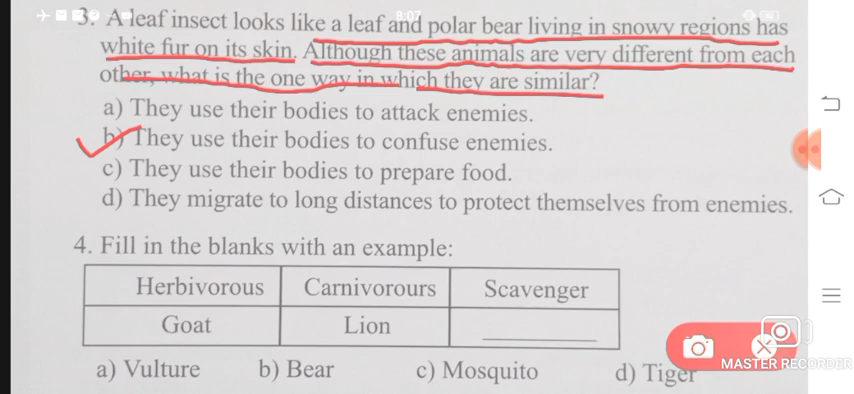 8:07
3. A leaf insect looks like a leaf and polar bear living in snowy regions has
white fur on its skin. Although these animals are very different from each
other, what is the one way in which they are similar?
a) They use their bodies to attack enemies.
b) They use their bodies to confuse enemies.
c) They use their bodies to prepare food.
d) They migrate to long distances to protect themselves from enemies.
4. Fill in the blanks with an example:
Herbivorous Carnivorours Scavenger
Goat Lion
a) Vulture b) Bear c) Mosquito d) Tiger
MASTER RECORDER